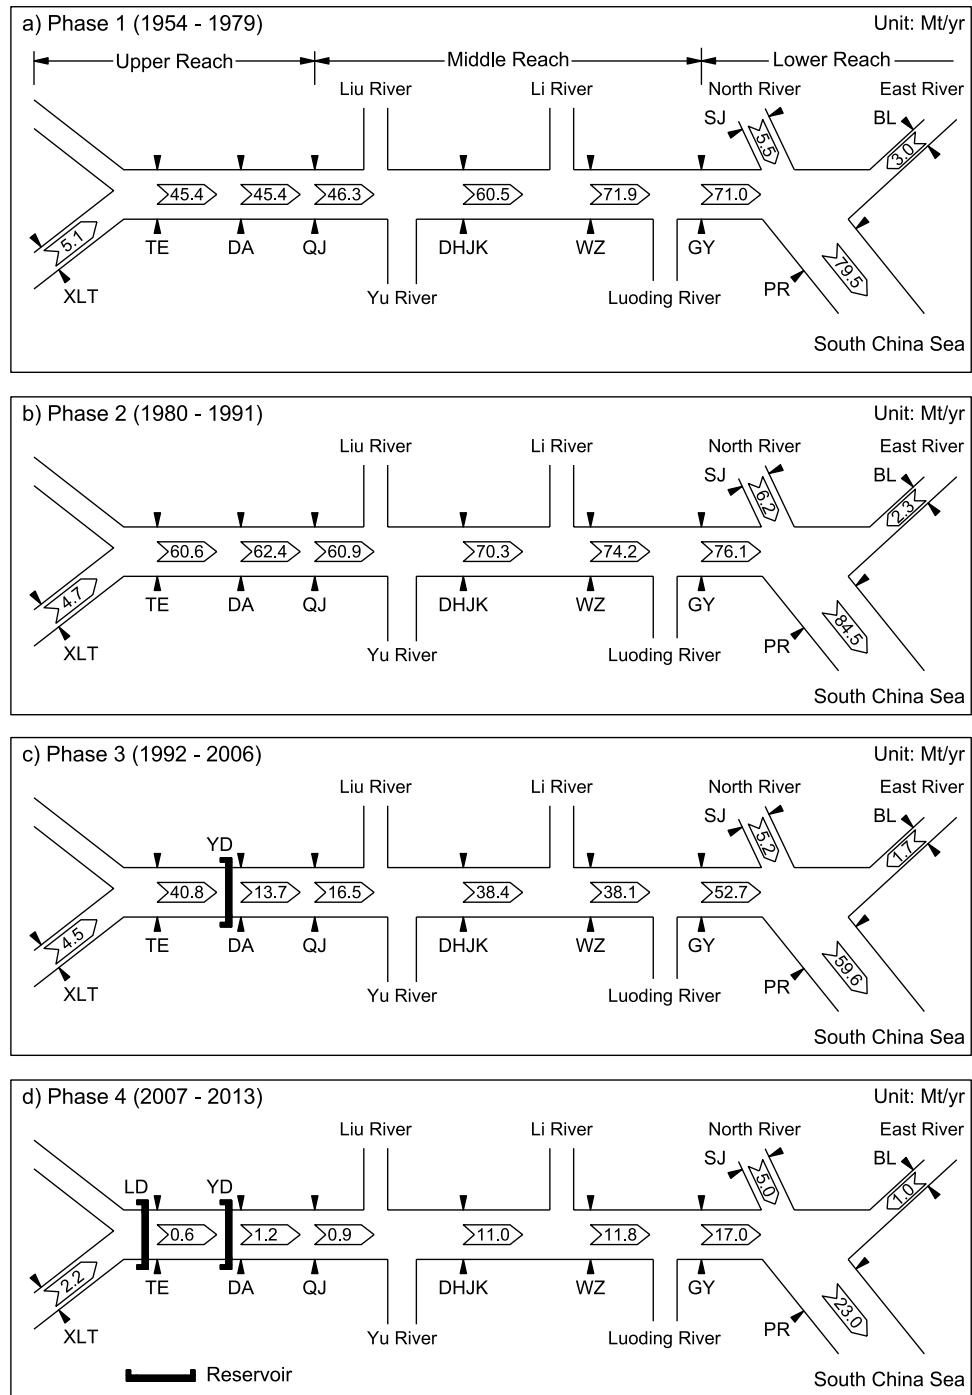 a) Phase 1 (1954 - 1979) Unit: Mt/yr
Upper Reach Middle Reach Lower Reach
Liu River Li River North River East River
SJ BL
5.5 3.0
45.4 45.4 46.3 60.5 71.9 71.0
5.1 TE DA QJ DHJK WZ GY
79.5
XLT Yu River Luoding River PR
South China Sea
b) Phase 2 (1980 - 1991) Unit: Mt/yr
Liu River Li River North River East River
SJ BL
6.2 2.3
60.6 62.4 60.9 70.3 74.2 76.1
4.7 TE DA QJ DHJK WZ GY
84.5
XLT Yu River Luoding River PR
South China Sea
c) Phase 3 (1992 - 2006) Unit: Mt/yr
Liu River Li River North River East River
SJ BL
YD 5.2 1.7
40.8 13.7 16.5 38.4 38.1 52.7
4.5 TE DA QJ DHJK WZ GY
59.6
XLT Yu River Luoding River PR
South China Sea
d) Phase 4 (2007 - 2013) Unit: Mt/yr
Liu River Li River North River East River
SJ BL
LD YD 5.0 1.0
0.6 1.2 0.9 11.0 11.8 17.0
2.2 TE DA QJ DHJK WZ GY
23.0
XLT Yu River Luoding River PR
Reservoir South China Sea